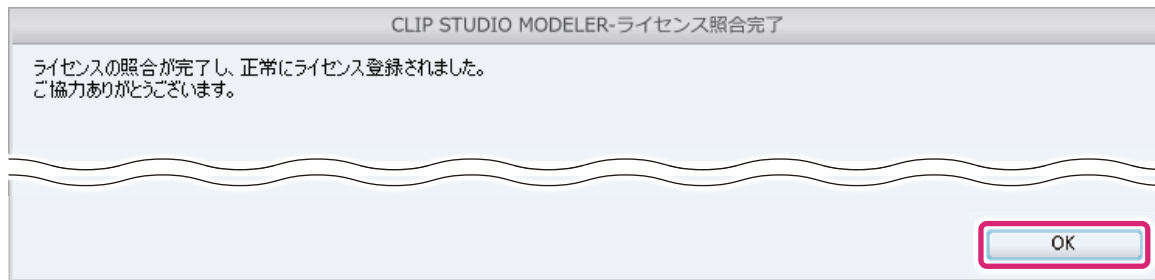 CLIP STUDIO MODELER-ライセンス照合完了
ライセンスの照合が完了し、正常にライセンス登録されました。
ご協力ありがとうございます。
OK